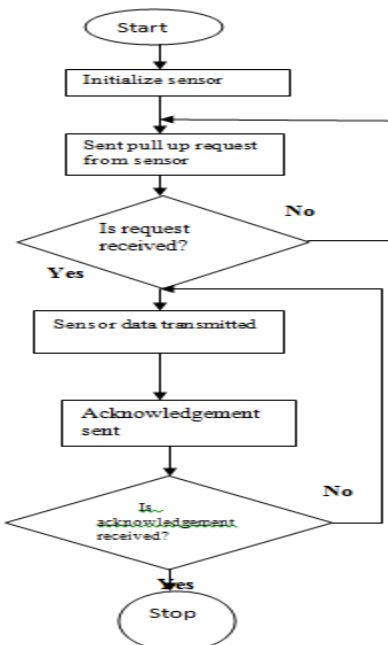 Start
Initialize sensor
Sent pull up request
from sensor
No
Is request
received?
Yes
Sensor data transmitted
Acknowledgement
sent
No
Is
acknowledgement
received?
Yes
Stop